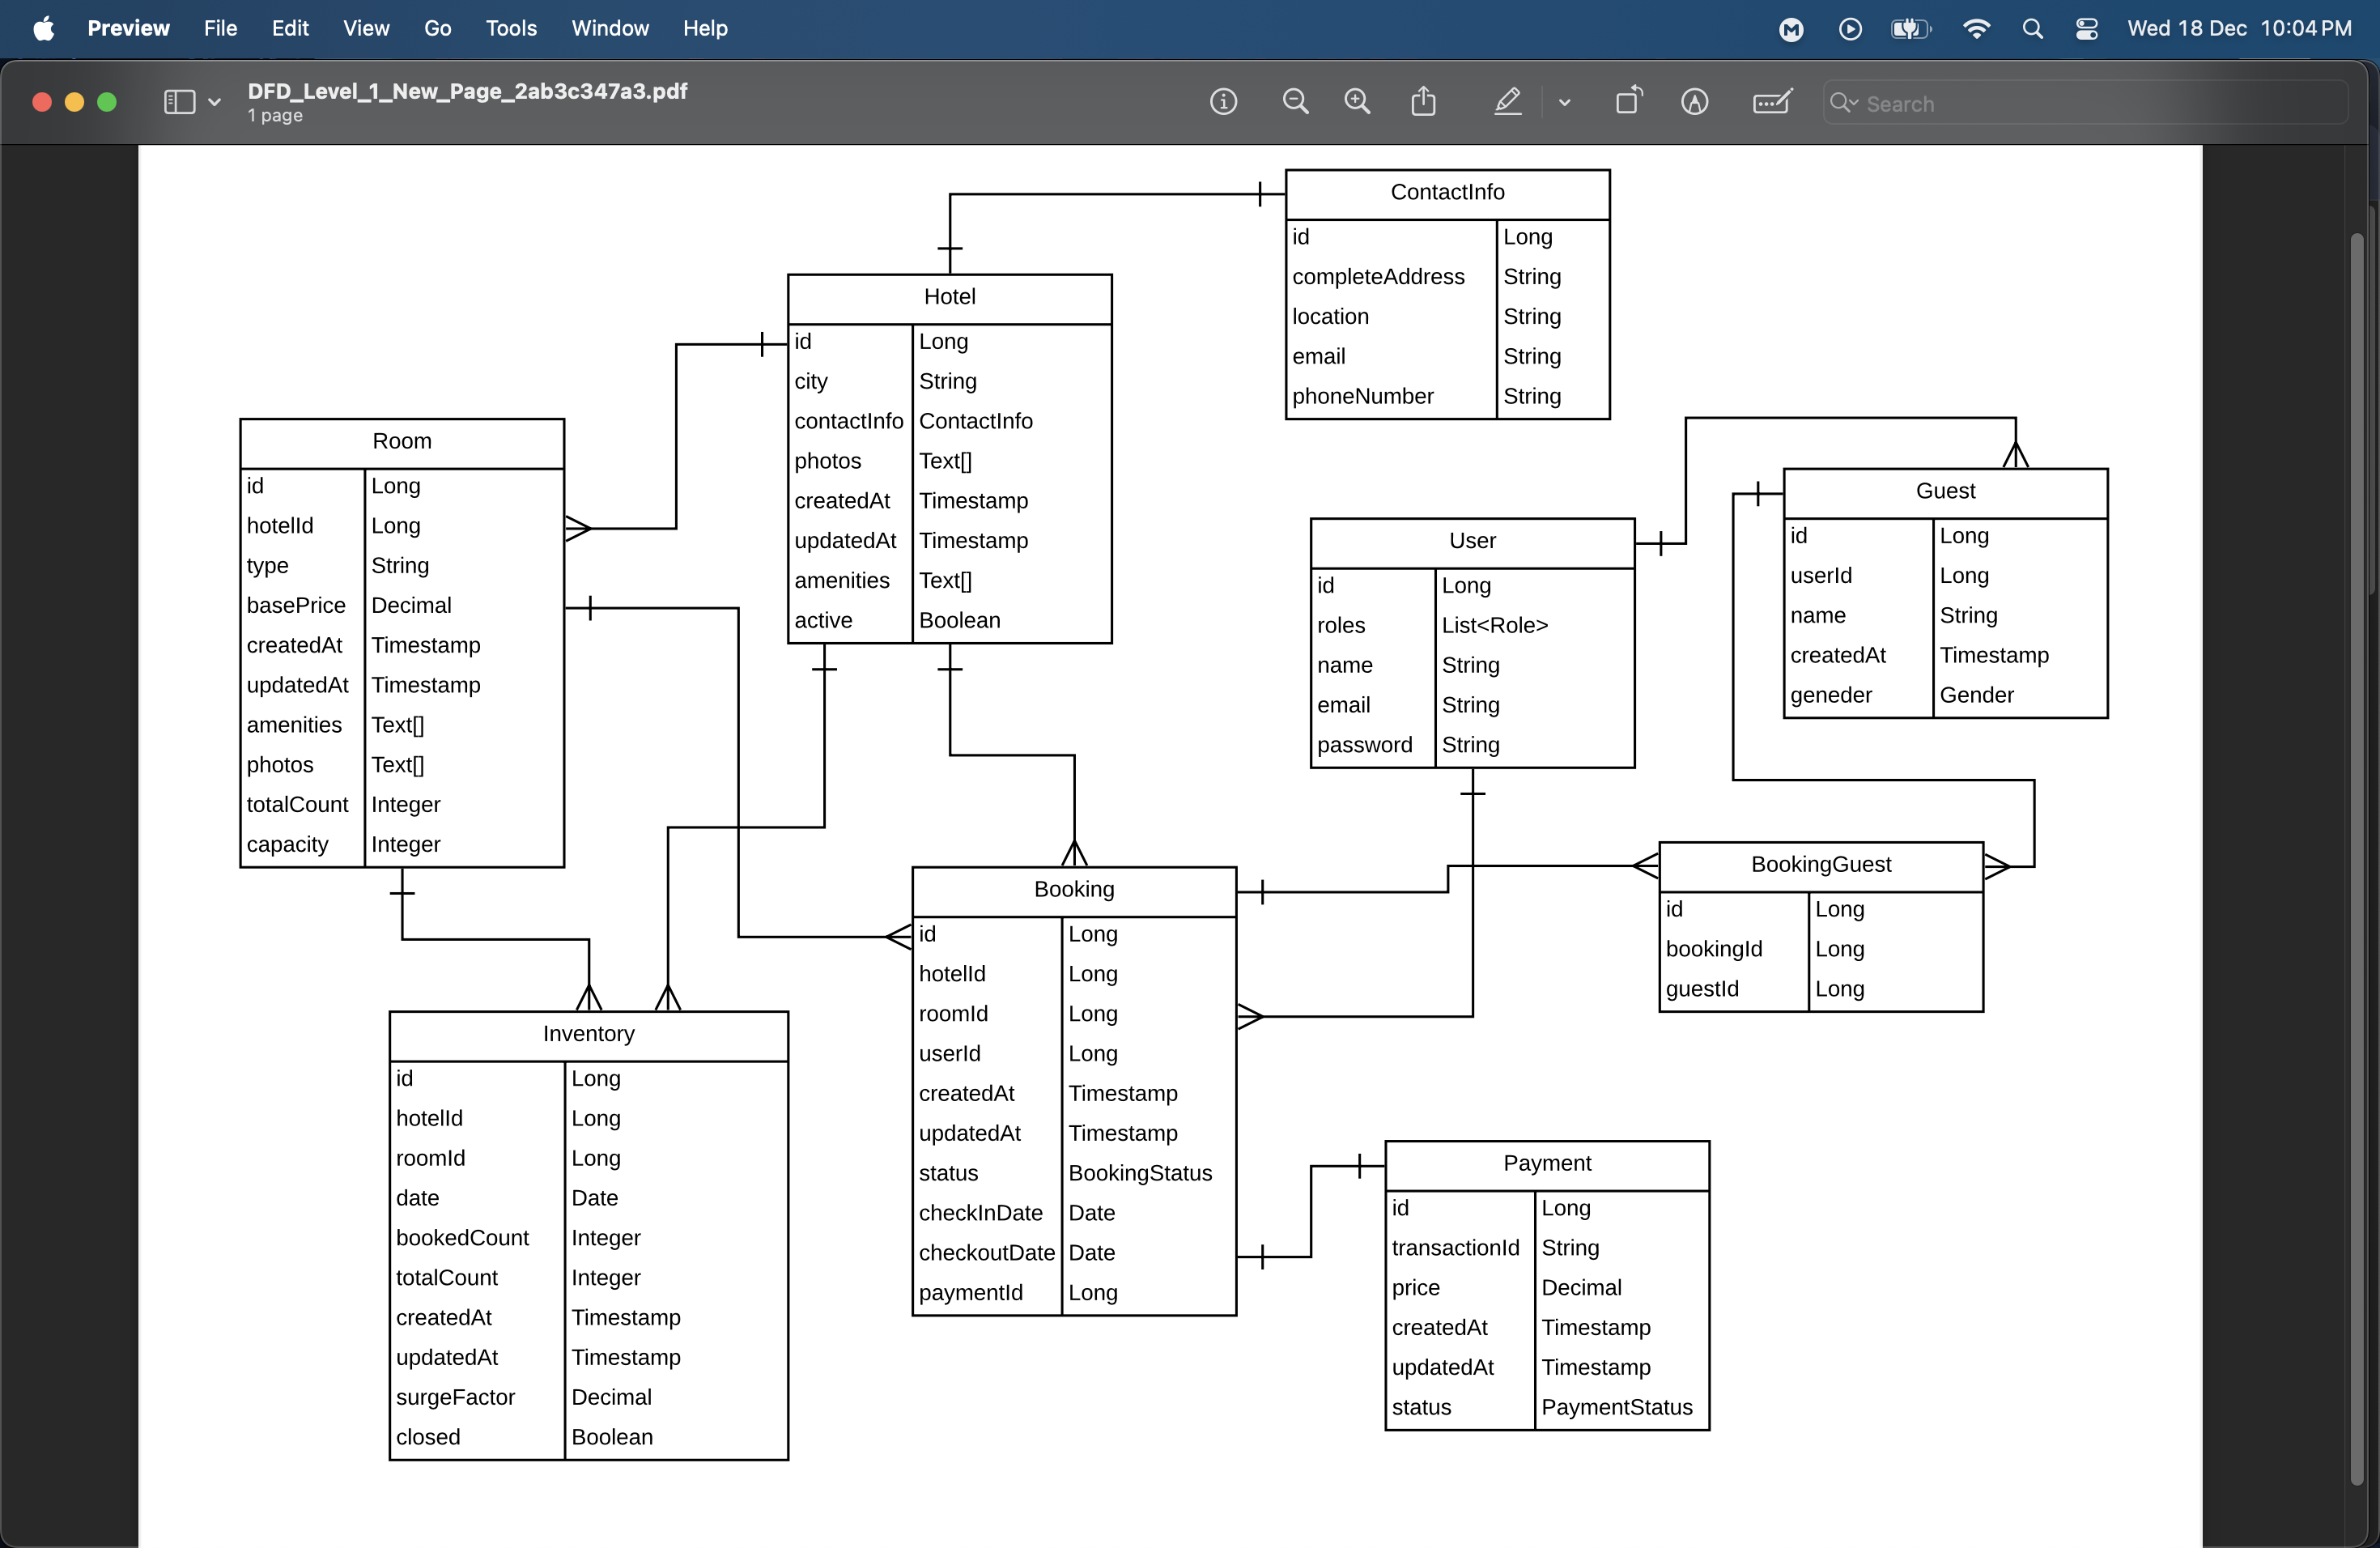 Preview File Edit View Go Tools Window Help
Wed 18 Dec 10:04 PM
DFD_Level_1_New_Page_2ab3c347a3.pdf
1 page
Search
ContactInfo
id Long
completeAddress String
location String
email String
phoneNumber String
Hotel
id Long
city String
contactInfo ContactInfo
photos Text[]
createdAt Timestamp
updatedAt Timestamp
amenities Text[]
active Boolean
Room
id Long
hotelId Long
type String
basePrice Decimal
createdAt Timestamp
updatedAt Timestamp
amenities Text[]
photos Text[]
totalCount Integer
capacity Integer
Guest
id Long
userId Long
name String
createdAt Timestamp
geneder Gender
User
id Long
roles List<Role>
name String
email String
password String
BookingGuest
id Long
bookingId Long
guestId Long
Booking
id Long
hotelId Long
roomId Long
userId Long
createdAt Timestamp
updatedAt Timestamp
status BookingStatus
checkInDate Date
checkoutDate Date
paymentId Long
Inventory
id Long
hotelId Long
roomId Long
date Date
bookedCount Integer
totalCount Integer
createdAt Timestamp
updatedAt Timestamp
surgeFactor Decimal
closed Boolean
Payment
id Long
transactionId String
price Decimal
createdAt Timestamp
updatedAt Timestamp
status PaymentStatus